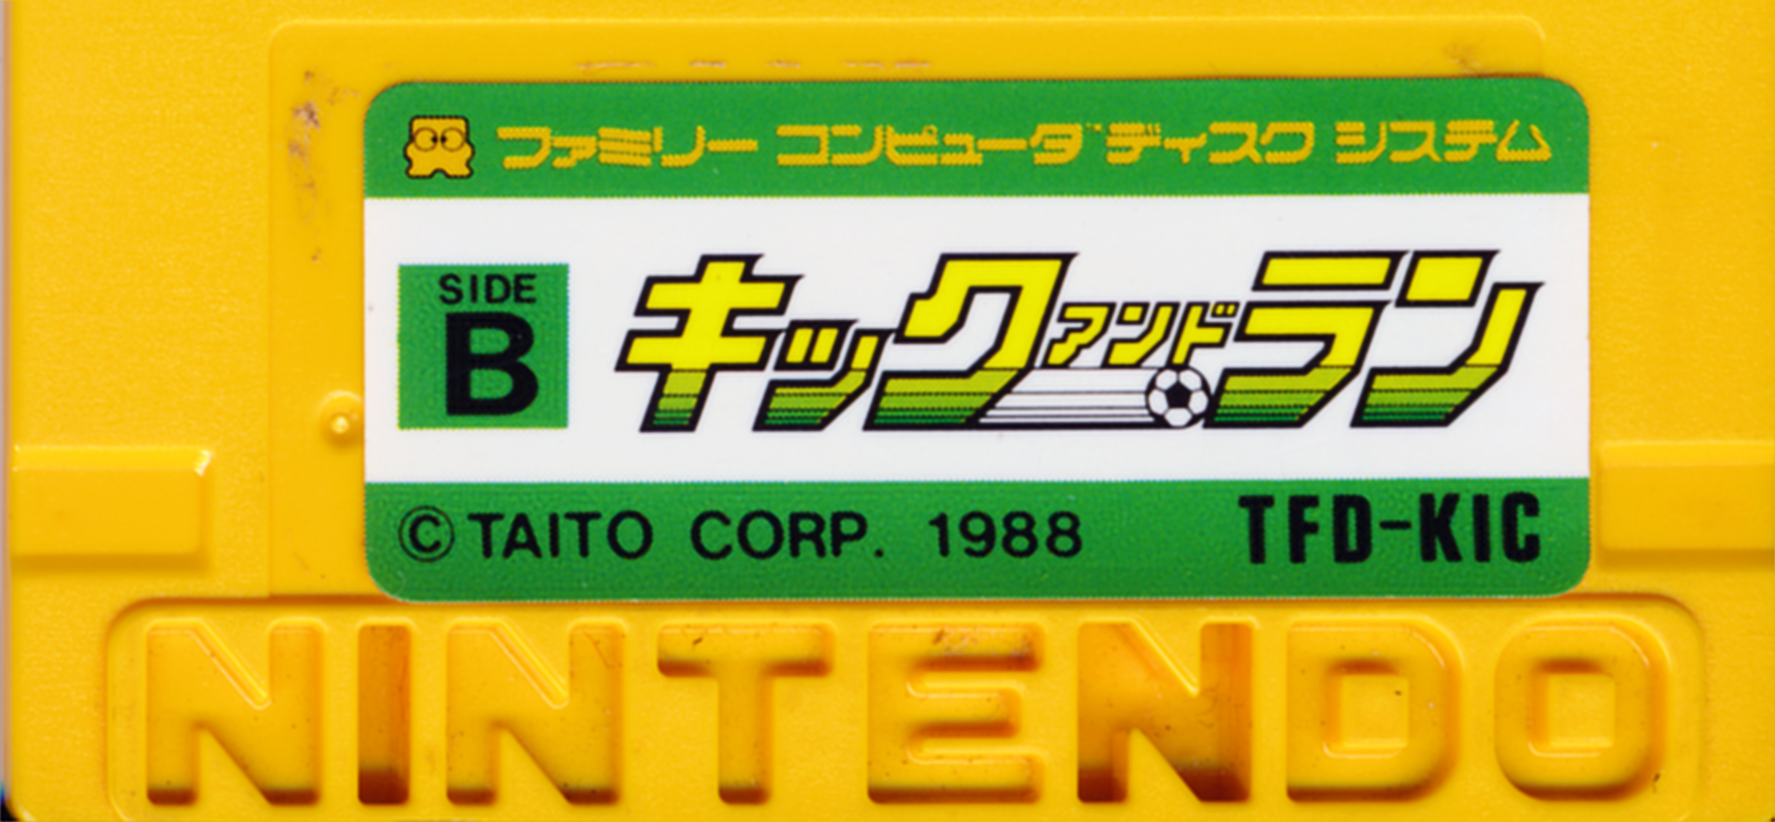 ファミリー コンピュータ ディスク システム
SIDE
B
キックアンドラン
©TAITO CORP. 1988 TFD-KIC
NINTENDO